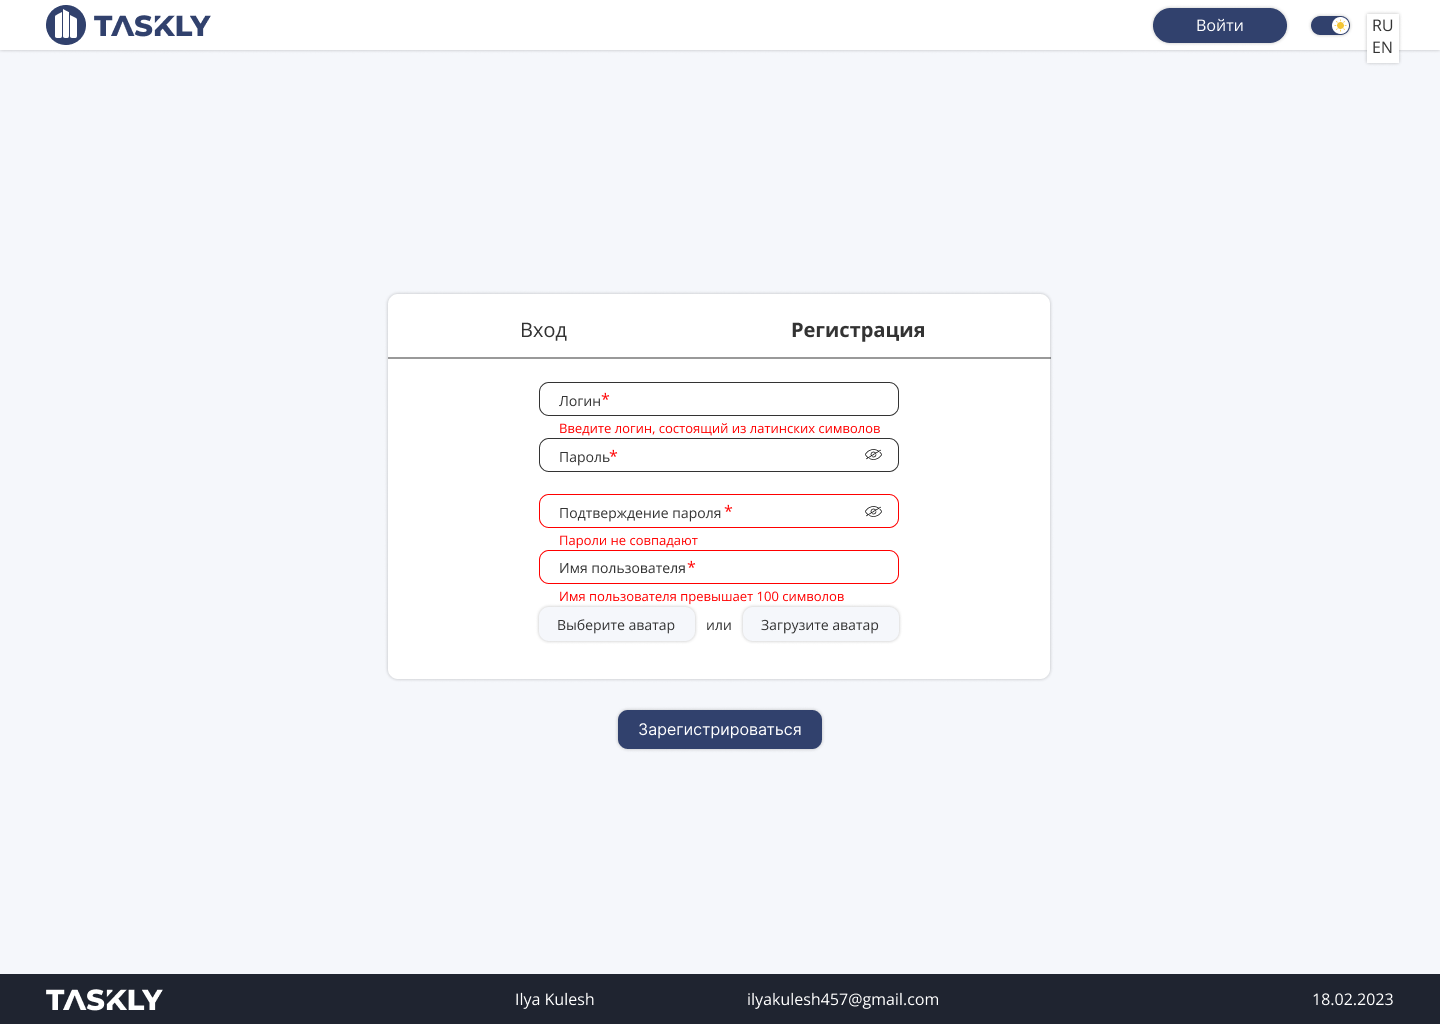 TASKLY
Войти
RU
EN
Вход
Регистрация
Логин*
Введите логин, состоящий из латинских символов
Пароль*
Подтверждение пароля *
Пароли не совпадают
Имя пользователя*
Имя пользователя превышает 100 символов
Выберите аватар или Загрузите аватар
Зарегистрироваться
TASKLY
Ilya Kulesh
ilyakulesh457@gmail.com
18.02.2023